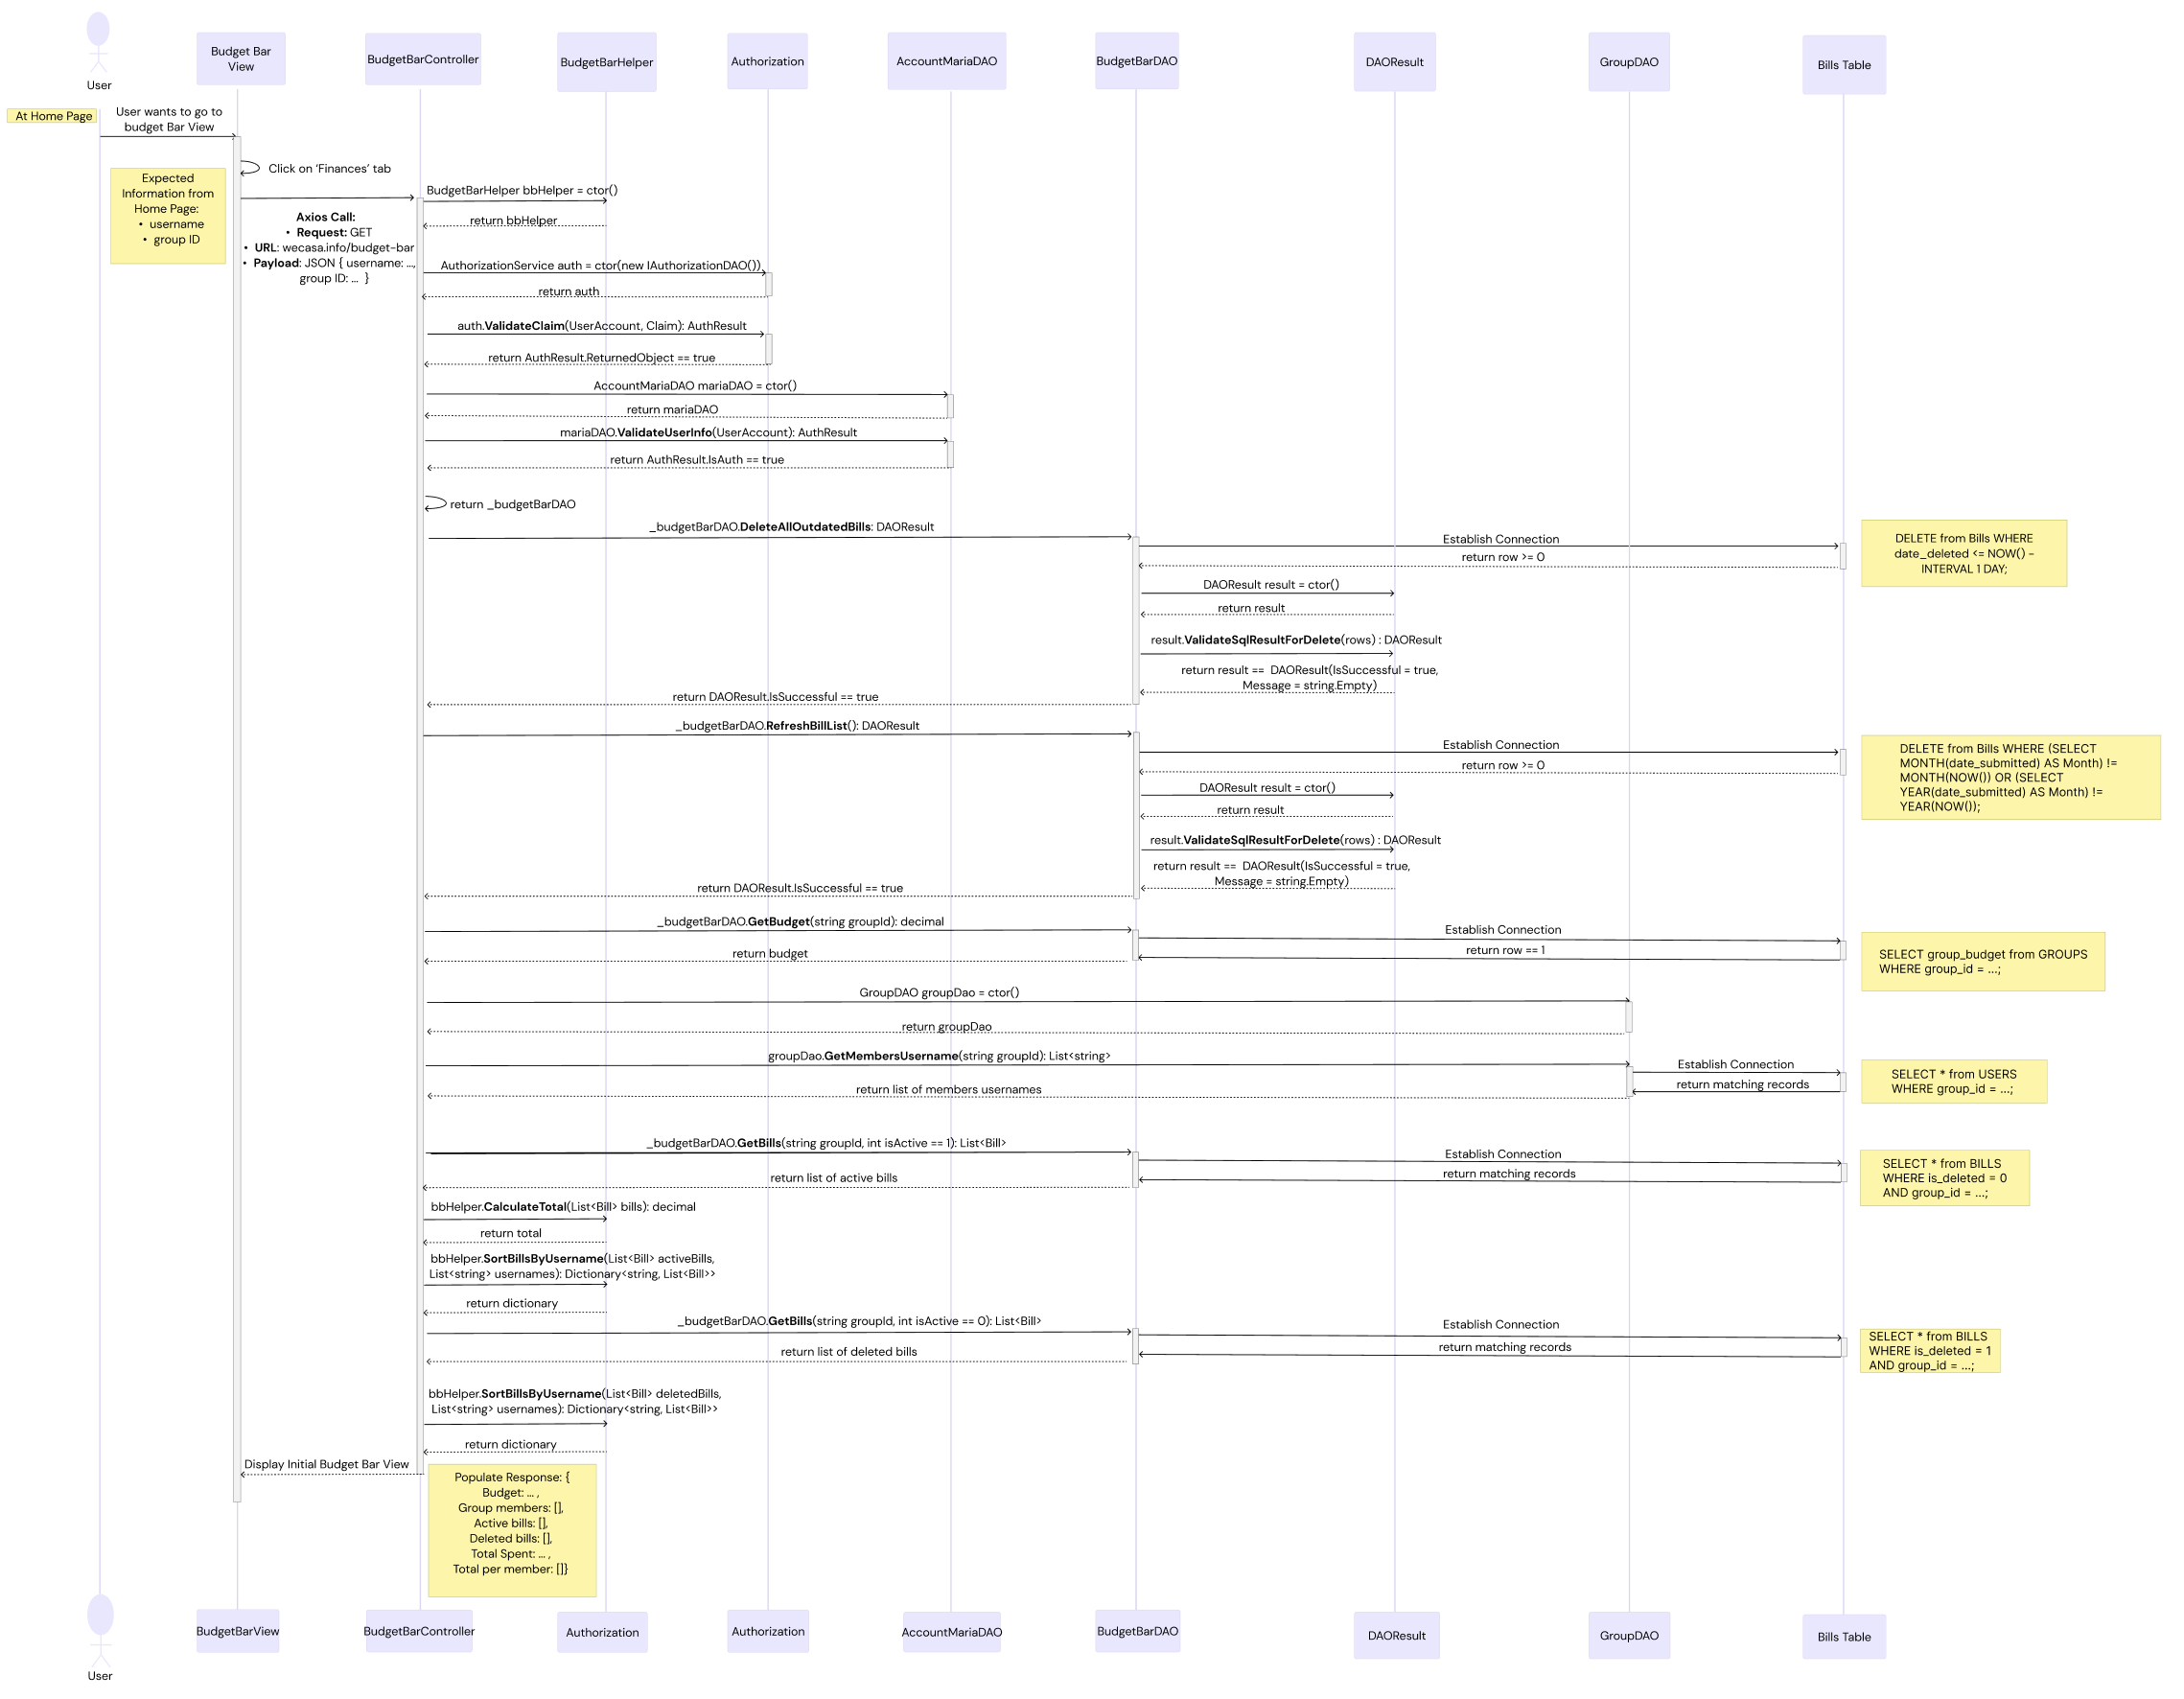 User
Budget Bar
View
BudgetBarController
BudgetBarHelper
Authorization
AccountMariaDAO
BudgetBarDAO
DAOResult
GroupDAO
Bills Table
At Home Page
User wants to go to
budget Bar View
Click on ‘Finances’ tab
Expected
Information from
Home Page:
• username
• group ID
BudgetBarHelper bbHelper = ctor()
return bbHelper
Axios Call:
• Request: GET
• URL: wecasa.info/budget-bar
• Payload: JSON { username: ...,
group ID: ... }
AuthorizationService auth = ctor(new IAuthorizationDAO())
return auth
auth.ValidateClaim(UserAccount, Claim): AuthResult
return AuthResult.ReturnedObject == true
AccountMariaDAO mariaDAO = ctor()
return mariaDAO
mariaDAO.ValidateUserInfo(UserAccount): AuthResult
return AuthResult.IsAuth == true
return _budgetBarDAO
_budgetBarDAO.DeleteAllOutdatedBills: DAOResult
Establish Connection
return row >= 0
DELETE from Bills WHERE
date_deleted <= NOW() -
INTERVAL 1 DAY;
DAOResult result = ctor()
return result
result.ValidateSqlResultForDelete(rows) : DAOResult
return result == DAOResult(IsSuccessful = true,
Message = string.Empty)
return DAOResult.IsSuccessful == true
_budgetBarDAO.RefreshBillList(): DAOResult
Establish Connection
return row >= 0
DELETE from Bills WHERE (SELECT
MONTH(date_submitted) AS Month) !=
MONTH(NOW()) OR (SELECT
YEAR(date_submitted) AS Month) !=
YEAR(NOW());
DAOResult result = ctor()
return result
result.ValidateSqlResultForDelete(rows) : DAOResult
return result == DAOResult(IsSuccessful = true,
Message = string.Empty)
return DAOResult.IsSuccessful == true
_budgetBarDAO.GetBudget(string groupId): decimal
Establish Connection
return row == 1
return budget
SELECT group_budget from GROUPS
WHERE group_id = ...;
GroupDAO groupDao = ctor()
return groupDao
groupDao.GetMembersUsername(string groupId): List<string>
Establish Connection
return matching records
return list of members usernames
SELECT * from USERS
WHERE group_id = ...;
_budgetBarDAO.GetBills(string groupId, int isActive == 1): List<Bill>
Establish Connection
return matching records
return list of active bills
SELECT * from BILLS
WHERE is_deleted = 0
AND group_id = ...;
bbHelper.CalculateTotal(List<Bill> bills): decimal
return total
bbHelper.SortBillsByUsername(List<Bill> activeBills,
List<string> usernames): Dictionary<string, List<Bill>>
return dictionary
_budgetBarDAO.GetBills(string groupId, int isActive == 0): List<Bill>
Establish Connection
return matching records
return list of deleted bills
SELECT * from BILLS
WHERE is_deleted = 1
AND group_id = ...;
bbHelper.SortBillsByUsername(List<Bill> deletedBills,
List<string> usernames): Dictionary<string, List<Bill>>
return dictionary
Display Initial Budget Bar View
Populate Response: {
Budget: ... ,
Group members: [],
Active bills: [],
Deleted bills: [],
Total Spent: ... ,
Total per member: []}
User
BudgetBarView
BudgetBarController
Authorization
Authorization
AccountMariaDAO
BudgetBarDAO
DAOResult
GroupDAO
Bills Table